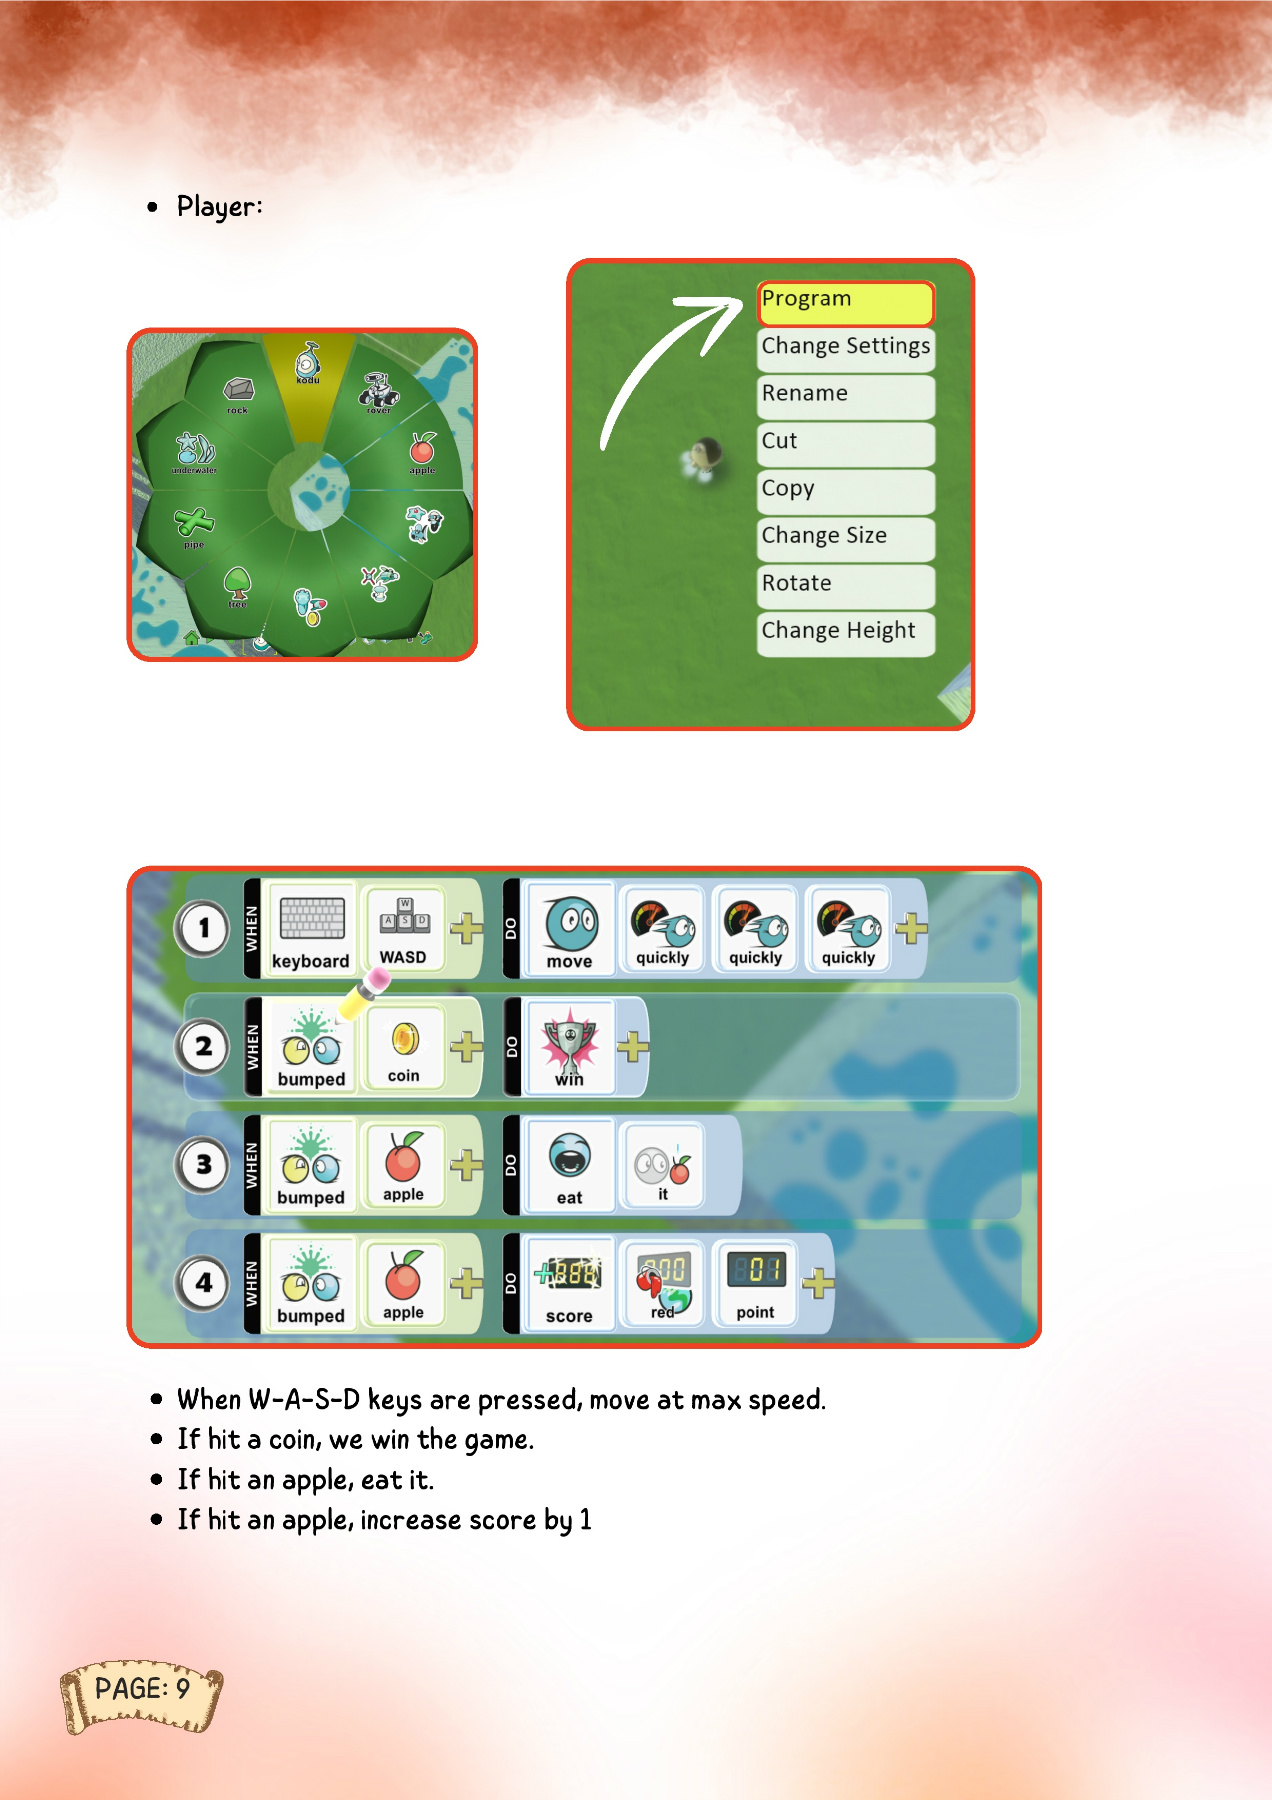 Player:
kodu
rock
rover
underwater
apple
pipe
tree
Program
Change Settings
Rename
Cut
Copy
Change Size
Rotate
Change Height
1 WHEN keyboard W A S D WASD DO move quickly quickly quickly
2 WHEN bumped coin DO win
3 WHEN bumped apple DO eat it
4 WHEN bumped apple DO score red point 01
When W-A-S-D keys are pressed, move at max speed.
If hit a coin, we win the game.
If hit an apple, eat it.
If hit an apple, increase score by 1
PAGE: 9